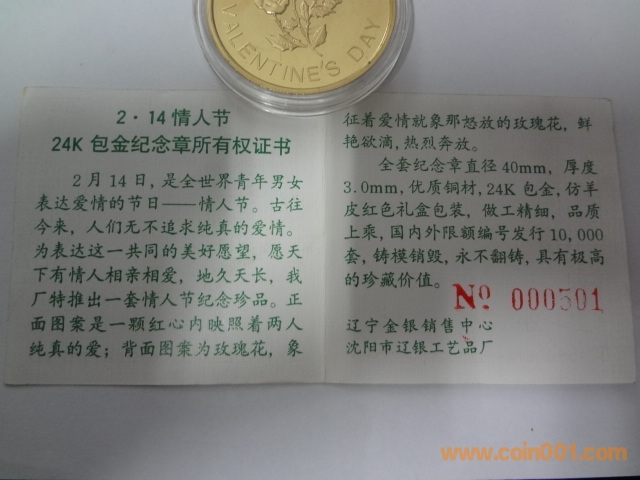 VALENTINE'S DAY
2·14情人节
24K 包金纪念章所有权证书
2月14日,是全世界青年男女
表达爱情的节日——情人节。古往
今来,人们无不追求纯真的爱情。
为表达这一共同的美好愿望,愿天
下有情人相亲相爱,地久天长,我
厂特推出一套情人节纪念珍品。正
面图案是一颗红心内映照着两人
纯真的爱;背面图案为玫瑰花,象
征着爱情就象那怒放的玫瑰花,鲜
艳欲滴,热烈奔放。
全套纪念章直径40mm,厚度
3.0mm,优质铜材,24K包金,仿羊
皮红色礼盒包装,做工精细,品质
上乘,国内外限额编号发行10,000
套,铸模销毁,永不翻铸,具有极高
的珍藏价值。
№ 000501
辽宁金银销售中心
沈阳市辽银工艺品厂
www.coin001.com